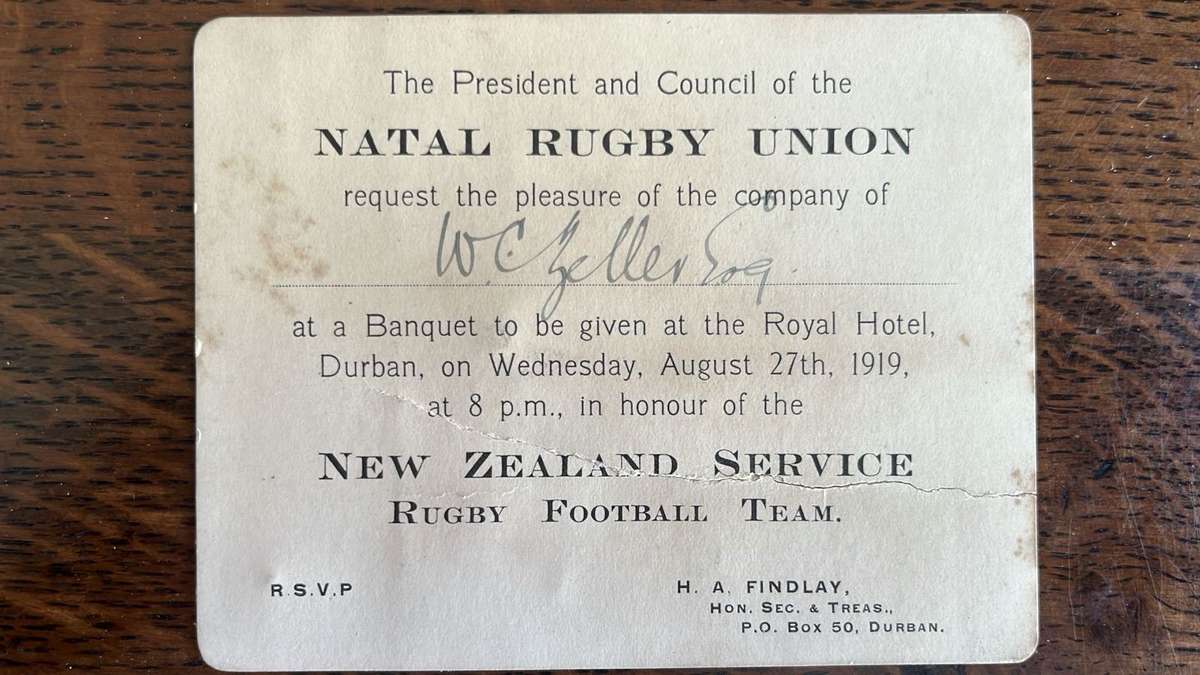 The President and Council of the
NATAL RUGBY UNION
request the pleasure of the company of
W. C. Zeller Esq.
at a Banquet to be given at the Royal Hotel,
Durban, on Wednesday, August 27th, 1919,
at 8 p.m., in honour of the
NEW ZEALAND SERVICE
RUGBY FOOTBALL TEAM.
R.S.V.P
H. A. FINDLAY,
HON. SEC. & TREAS.,
P.O. BOX 50, DURBAN.